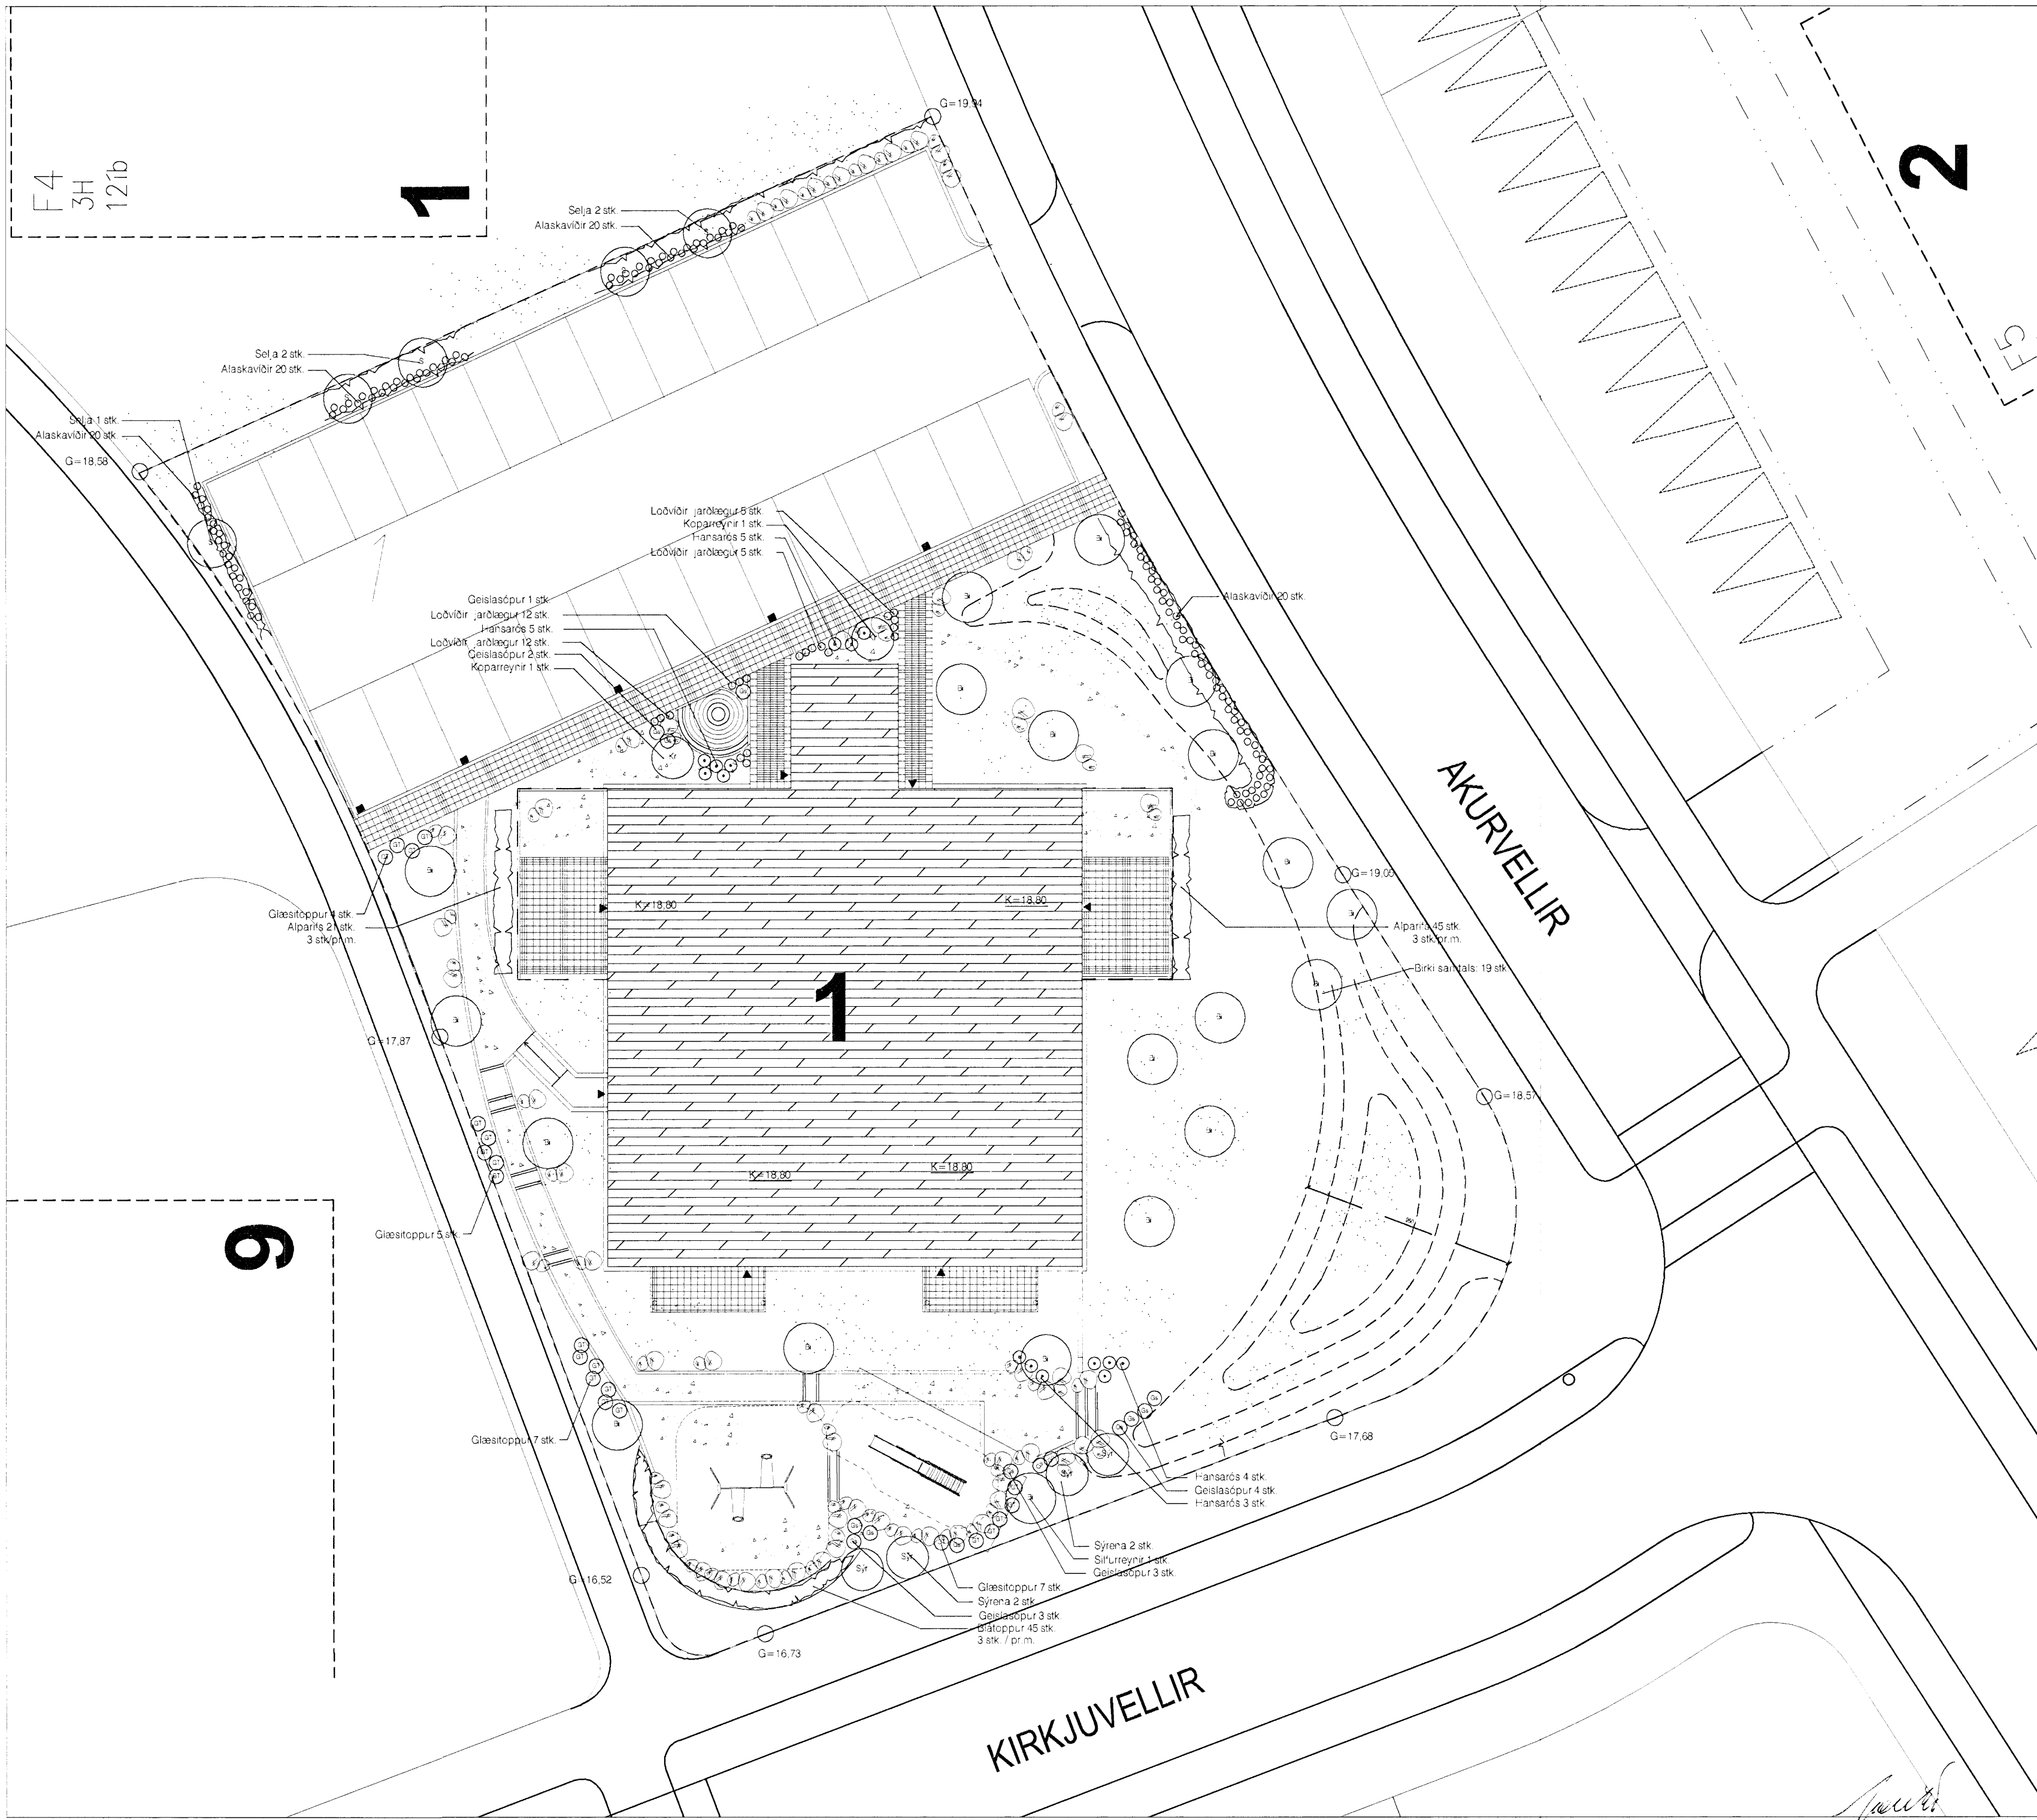 F4
3H
12íb
1
2
F5
G=19.94
Selja 2 stk.
Alaskavíðir 20 stk.
Selja 2 stk.
Alaskavíðir 20 stk.
Selja 1 stk.
Alaskavíðir 20 stk.
G=18,58
Loðvíðir jarðlægur 5 stk.
Koparreynir 1 stk.
Hansarós 5 stk.
Loðvíðir jarðlægur 5 stk.
Geislasópur 1 stk.
Loðvíðir jarðlægur 12 stk.
Hansarós 5 stk.
Loðvíðir jarðlægur 12 stk.
Geislasópur 2 stk.
Koparreynir 1 stk.
Alaskavíðir 20 stk.
AKURVELLIR
G=19.05
Glæsitoppur 4 stk.
Alparifs 21 stk.
3 stk/pr.m.
K=18,80
K=18,80
Alparifs 45 stk.
3 stk/pr.m.
Birki samtals: 19 stk
1
G=17,87
G=18,57
K=18,80
K=18,80
9
Glæsitoppur 5 stk.
Glæsitoppur 7 stk.
G=17,68
Hansarós 4 stk.
Geislasópur 4 stk.
Hansarós 3 stk.
Sýrena 2 stk.
Silfurreynir 1 stk.
Geislasópur 3 stk.
G=16,52
Glæsitoppur 7 stk
Sýrena 2 stk.
Geislasópur 3 stk
Blátoppur 45 stk.
3 stk. / pr.m.
G=16,73
KIRKJUVELLIR